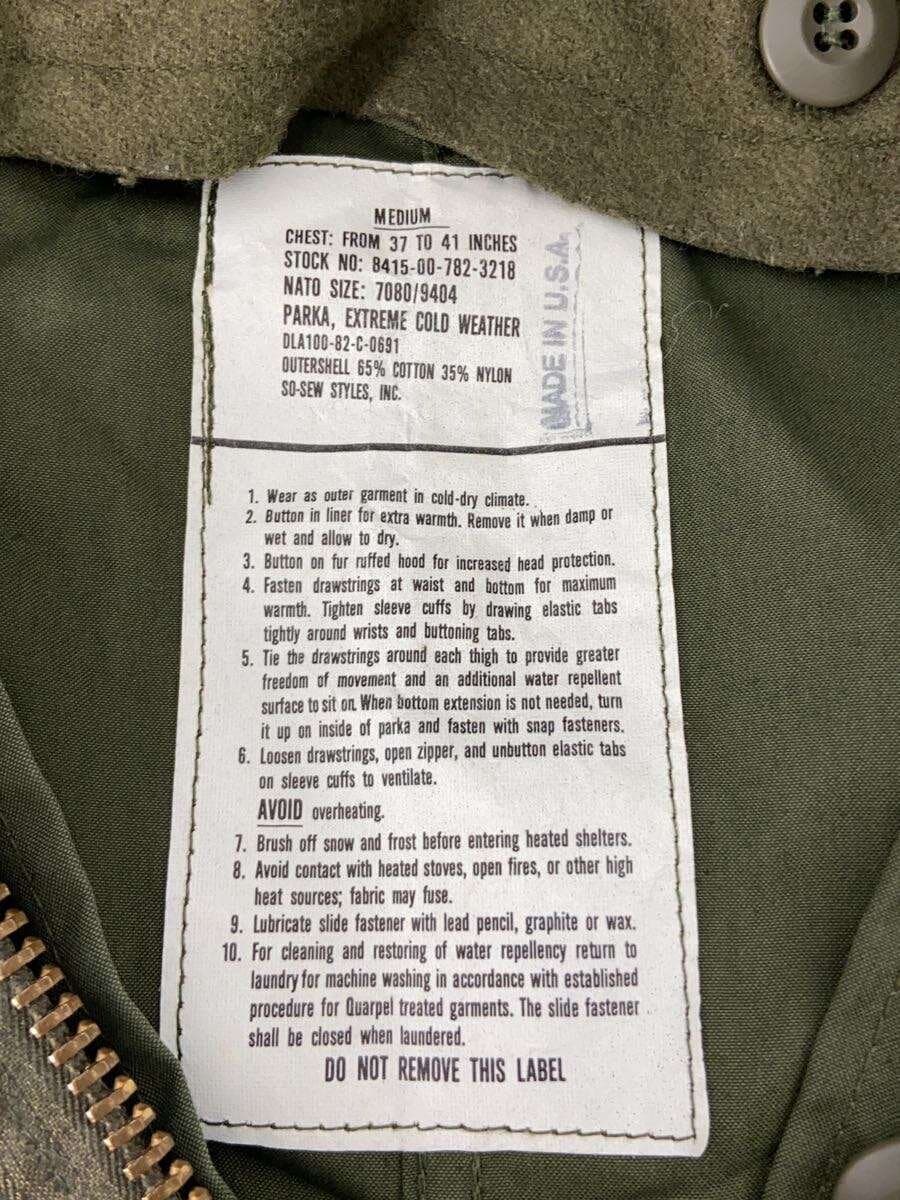 MEDIUM
CHEST: FROM 37 TO 41 INCHES
STOCK NO: 8415-00-782-3218
NATO SIZE: 7080/9404
PARKA, EXTREME COLD WEATHER
DLA100-82-C-0691
OUTERSHELL 65% COTTON 35% NYLON
SO-SEW STYLES, INC.
MADE IN U.S.A.
1. Wear as outer garment in cold-dry climate.
2. Button in liner for extra warmth. Remove it when damp or
wet and allow to dry.
3. Button on fur ruffed hood for increased head protection.
4. Fasten drawstrings at waist and bottom for maximum
warmth. Tighten sleeve cuffs by drawing elastic tabs
tightly around wrists and buttoning tabs.
5. Tie the drawstrings around each thigh to provide greater
freedom of movement and an additional water repellent
surface to sit on. When bottom extension is not needed, turn
it up on inside of parka and fasten with snap fasteners.
6. Loosen drawstrings, open zipper, and unbutton elastic tabs
on sleeve cuffs to ventilate.
AVOID overheating.
7. Brush off snow and frost before entering heated shelters.
8. Avoid contact with heated stoves, open fires, or other high
heat sources; fabric may fuse.
9. Lubricate slide fastener with lead pencil, graphite or wax.
10. For cleaning and restoring of water repellency return to
laundry for machine washing in accordance with established
procedure for Quarpel treated garments. The slide fastener
shall be closed when laundered.
DO NOT REMOVE THIS LABEL